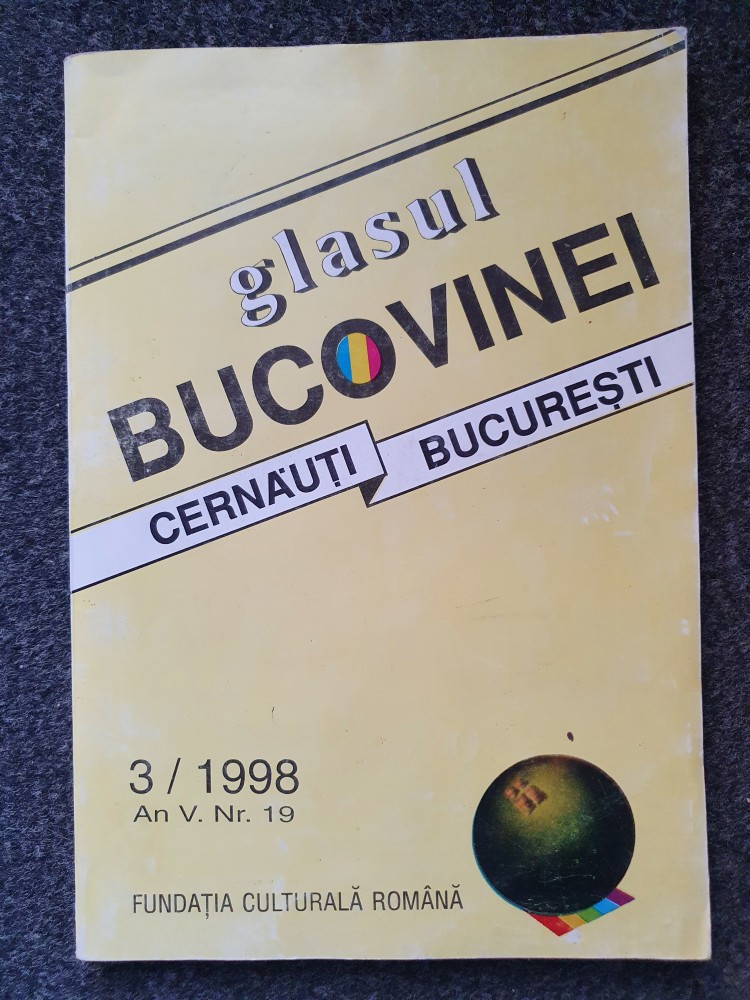 glasul
BUCOVINEI
CERNĂUȚI
BUCUREȘTI
3 / 1998
An V. Nr. 19
FUNDAȚIA CULTURALĂ ROMÂNĂ